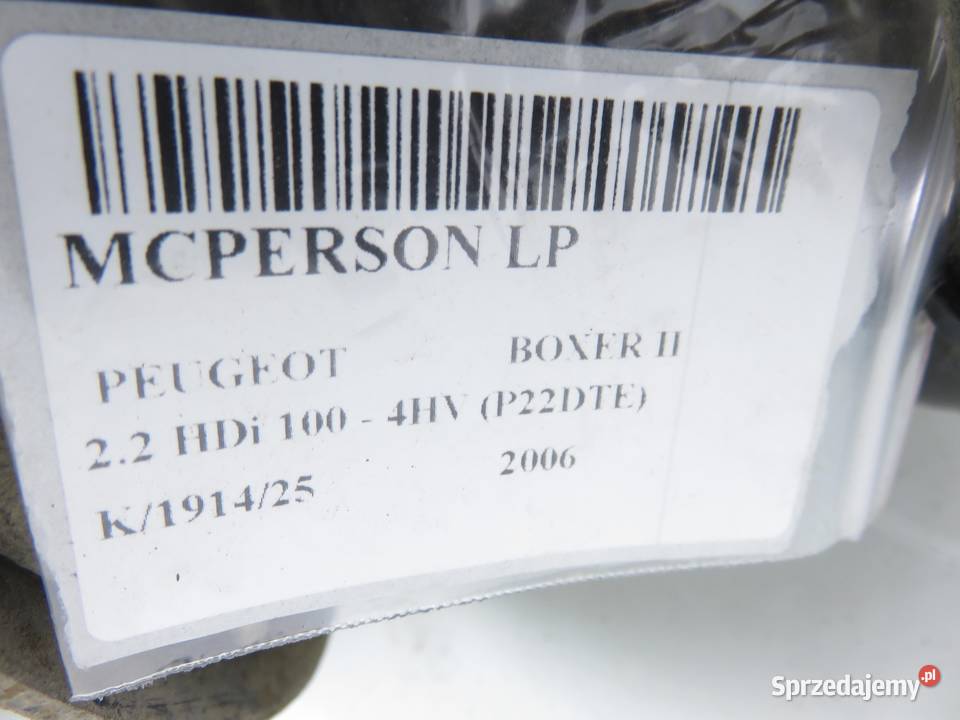 MCPERSON LP
PEUGEOT BOXER II
2.2 HDi 100 - 4HV (P22DTE)
K/1914/25 2006
Sprzedajemy.pl